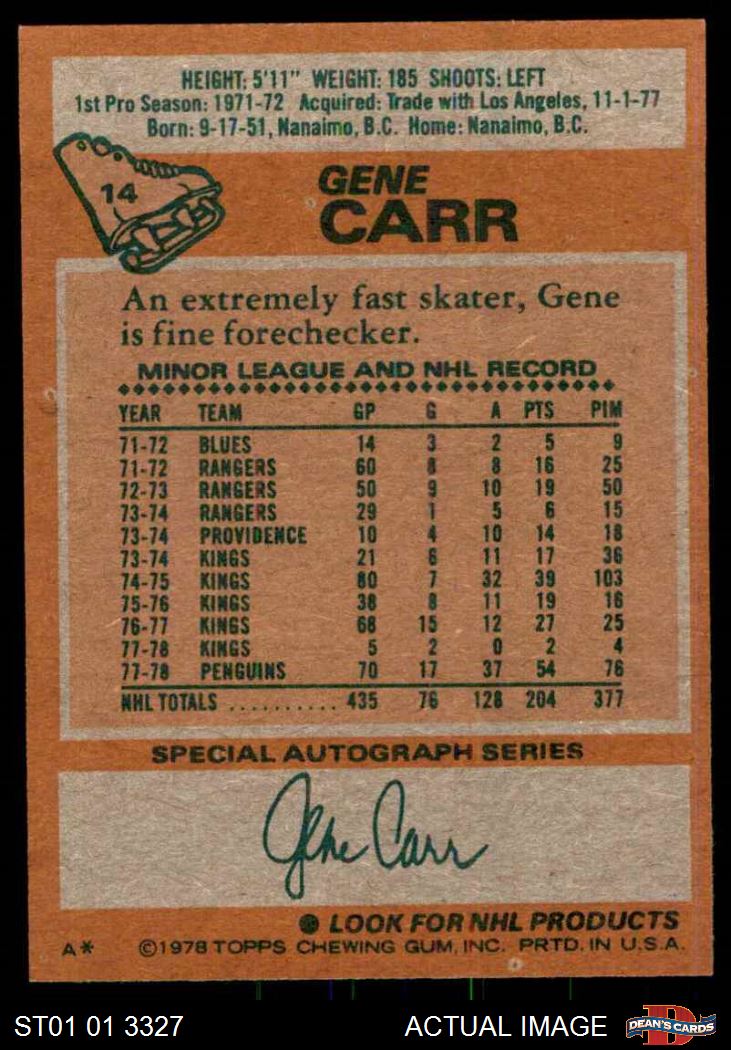 HEIGHT: 5'11" WEIGHT: 185 SHOOTS: LEFT
1st Pro Season: 1971-72 Acquired: Trade with Los Angeles, 11-1-77
Born: 9-17-51, Nanaimo, B.C. Home: Nanaimo, B.C.
14
GENE
CARR
An extremely fast skater, Gene
is fine forechecker.
MINOR LEAGUE AND NHL RECORD
YEAR TEAM GP G A PTS PIM
71-72 BLUES 14 3 2 5 9
71-72 RANGERS 60 8 8 16 25
72-73 RANGERS 50 9 10 19 50
73-74 RANGERS 29 1 5 6 15
73-74 PROVIDENCE 10 4 10 14 18
73-74 KINGS 21 6 11 17 36
74-75 KINGS 80 7 32 39 103
75-76 KINGS 38 8 11 19 16
76-77 KINGS 68 15 12 27 25
77-78 KINGS 5 2 0 2 4
77-78 PENGUINS 70 17 37 54 76
NHL TOTALS .......... 435 76 128 204 377
SPECIAL AUTOGRAPH SERIES
Gene Carr
LOOK FOR NHL PRODUCTS
A* ©1978 TOPPS CHEWING GUM, INC. PRTD. IN U.S.A.
ST01 01 3327 ACTUAL IMAGE D DEAN'S CARDS